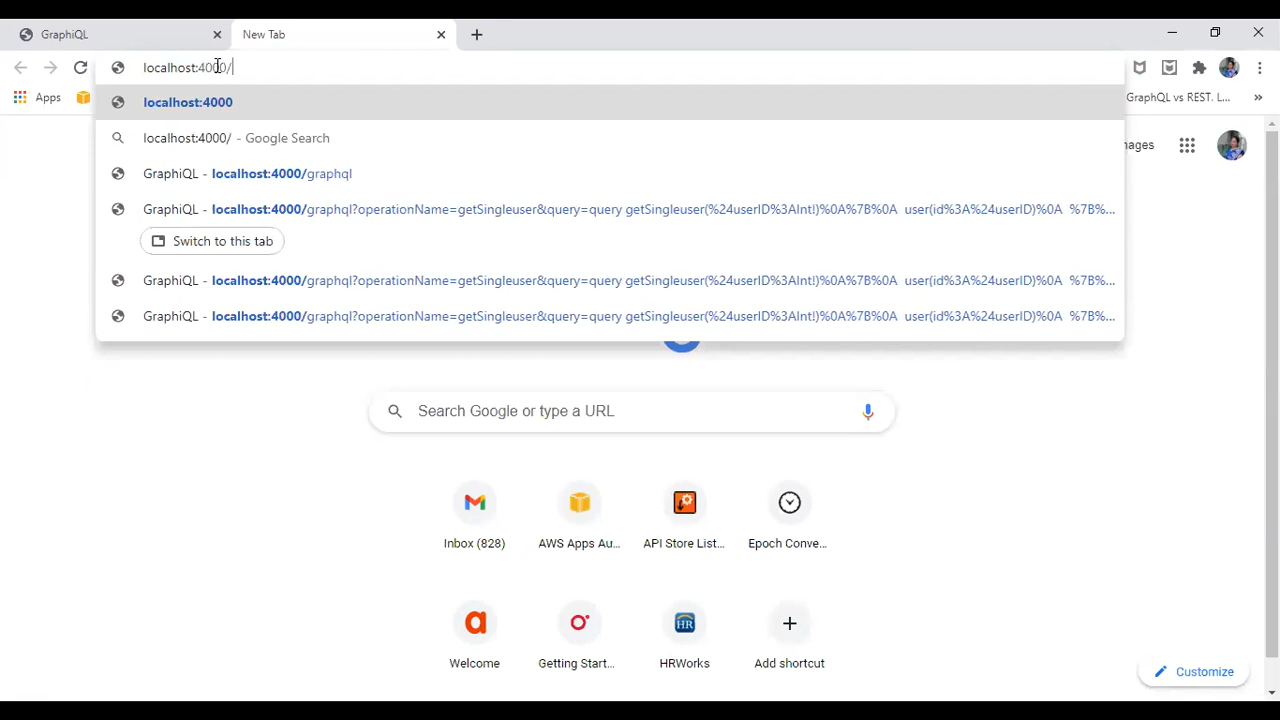 GraphiQL
New Tab
localhost:4000/
Apps
GraphQL vs REST. I...
localhost:4000
localhost:4000/ - Google Search
mages
GraphiQL - localhost:4000/graphql
GraphiQL - localhost:4000/graphql?operationName=getSingleuser&query=query getSingleuser(%24userID%3AInt!)%0A%7B%0A  user(id%3A%24userID)%0A  %7B%...
Switch to this tab
GraphiQL - localhost:4000/graphql?operationName=getSingleuser&query=query getSingleuser(%24userID%3AInt!)%0A%7B%0A  user(id%3A%24userID)%0A  %7B%...
GraphiQL - localhost:4000/graphql?operationName=getSingleuser&query=query getSingleuser(%24userID%3AInt!)%0A%7B%0A  user(id%3A%24userID)%0A  %7B%...
Search Google or type a URL
Inbox (828)
AWS Apps Au...
API Store List...
Epoch Conve...
HR
Welcome
Getting Start...
HRWorks
Add shortcut
Customize